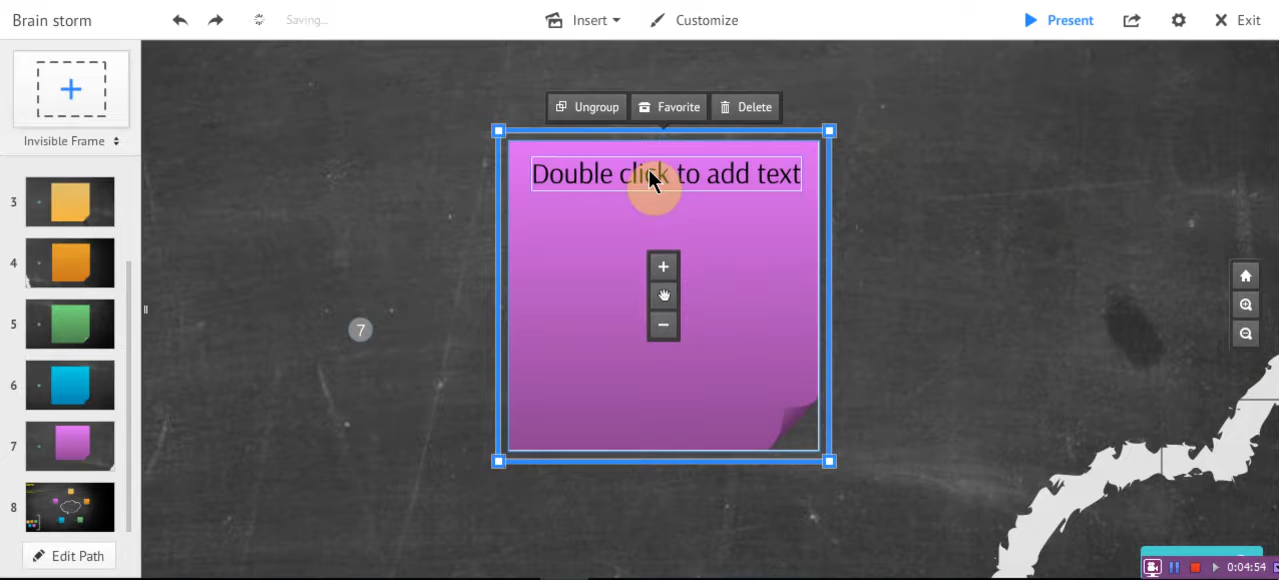 Brain storm
Saving...
Insert
Customize
Present
Exit
Ungroup
Favorite
Delete
Invisible Frame
Double click to add text
3
4
5
6
7
8
7
Edit Path
0:04:54